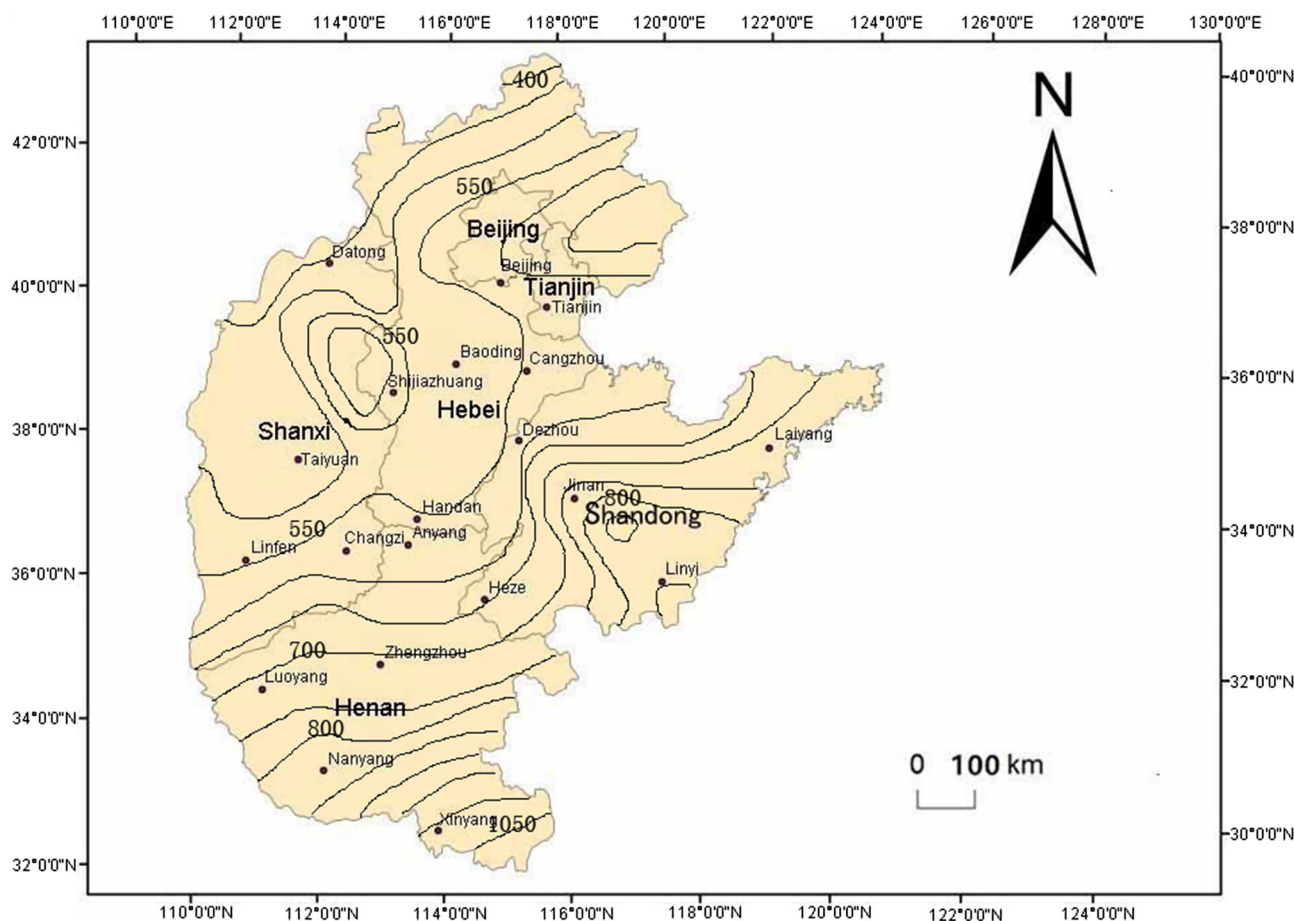 110°0'0"E 112°0'0"E 114°0'0"E 116°0'0"E 118°0'0"E 120°0'0"E 122°0'0"E 124°0'0"E 126°0'0"E 128°0'0"E 130°0'0"E
400
40°0'0"N
N
42°0'0"N
550
Beijing
38°0'0"N
Datong
Beijing
40°0'0"N
Tianjin
Tianjin
550
Baoding
Cangzhou
36°0'0"N
Shijiazhuang
Hebei
38°0'0"N
Shanxi
Dezhou
Laiyang
Taiyuan
Jinan
800
Handan
Shandong
34°0'0"N
550
Changzi
Anyang
Linfen
36°0'0"N
Linyi
Heze
700
Zhengzhou
Luoyang
32°0'0"N
Henan
34°0'0"N
800
Nanyang
0 100 km
Xinyang
1050
30°0'0"N
32°0'0"N
110°0'0"E 112°0'0"E 114°0'0"E 116°0'0"E 118°0'0"E 120°0'0"E 122°0'0"E 124°0'0"E